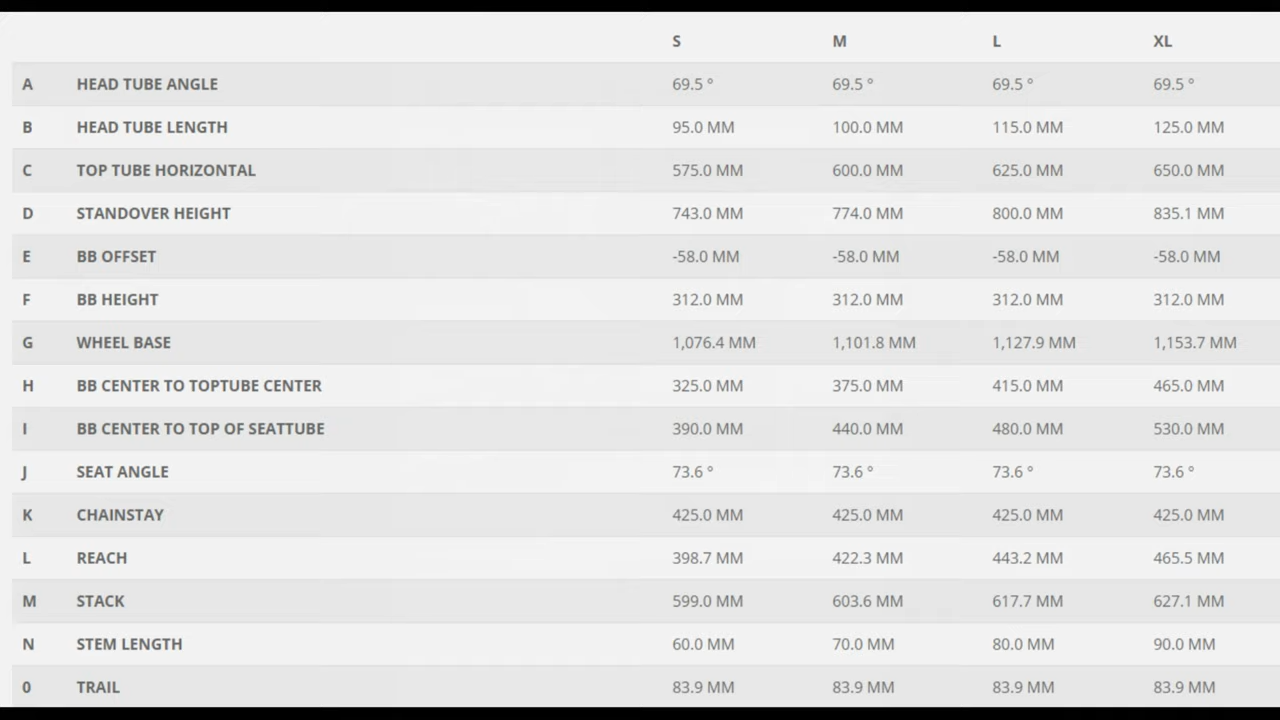 S M L XL
A HEAD TUBE ANGLE 69.5 ° 69.5 ° 69.5 ° 69.5 °
B HEAD TUBE LENGTH 95.0 MM 100.0 MM 115.0 MM 125.0 MM
C TOP TUBE HORIZONTAL 575.0 MM 600.0 MM 625.0 MM 650.0 MM
D STANDOVER HEIGHT 743.0 MM 774.0 MM 800.0 MM 835.1 MM
E BB OFFSET -58.0 MM -58.0 MM -58.0 MM -58.0 MM
F BB HEIGHT 312.0 MM 312.0 MM 312.0 MM 312.0 MM
G WHEEL BASE 1,076.4 MM 1,101.8 MM 1,127.9 MM 1,153.7 MM
H BB CENTER TO TOPTUBE CENTER 325.0 MM 375.0 MM 415.0 MM 465.0 MM
I BB CENTER TO TOP OF SEATTUBE 390.0 MM 440.0 MM 480.0 MM 530.0 MM
J SEAT ANGLE 73.6 ° 73.6 ° 73.6 ° 73.6 °
K CHAINSTAY 425.0 MM 425.0 MM 425.0 MM 425.0 MM
L REACH 398.7 MM 422.3 MM 443.2 MM 465.5 MM
M STACK 599.0 MM 603.6 MM 617.7 MM 627.1 MM
N STEM LENGTH 60.0 MM 70.0 MM 80.0 MM 90.0 MM
0 TRAIL 83.9 MM 83.9 MM 83.9 MM 83.9 MM